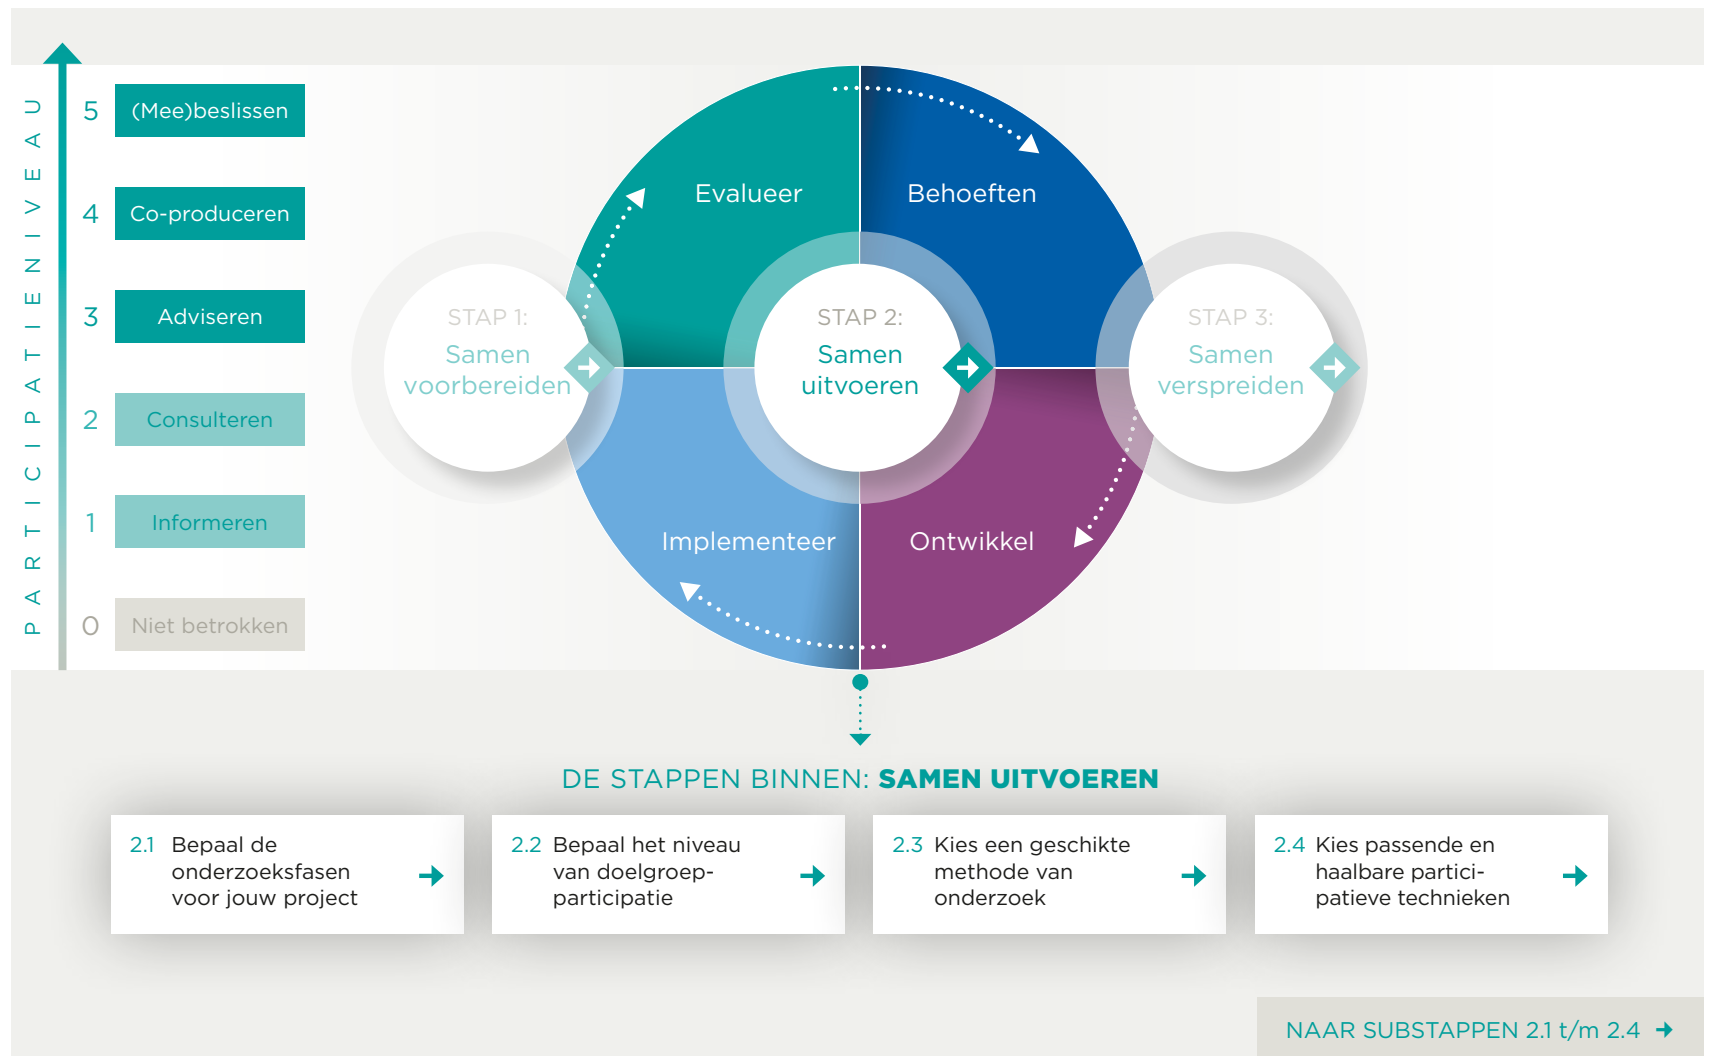 PARTICIPATIENIVEAU
5 (Mee)beslissen
4 Co-produceren
3 Adviseren
2 Consulteren
1 Informeren
0 Niet betrokken
Evalueer
Behoeften
STAP 1:
Samen
voorbereiden
STAP 2:
Samen
uitvoeren
STAP 3:
Samen
verspreiden
Implementeer
Ontwikkel
DE STAPPEN BINNEN: SAMEN UITVOEREN
2.1 Bepaal de
onderzoeksfasen
voor jouw project
2.2 Bepaal het niveau
van doelgroep-
participatie
2.3 Kies een geschikte
methode van
onderzoek
2.4 Kies passende en
haalbare partici-
patieve technieken
NAAR SUBSTAPPEN 2.1 t/m 2.4